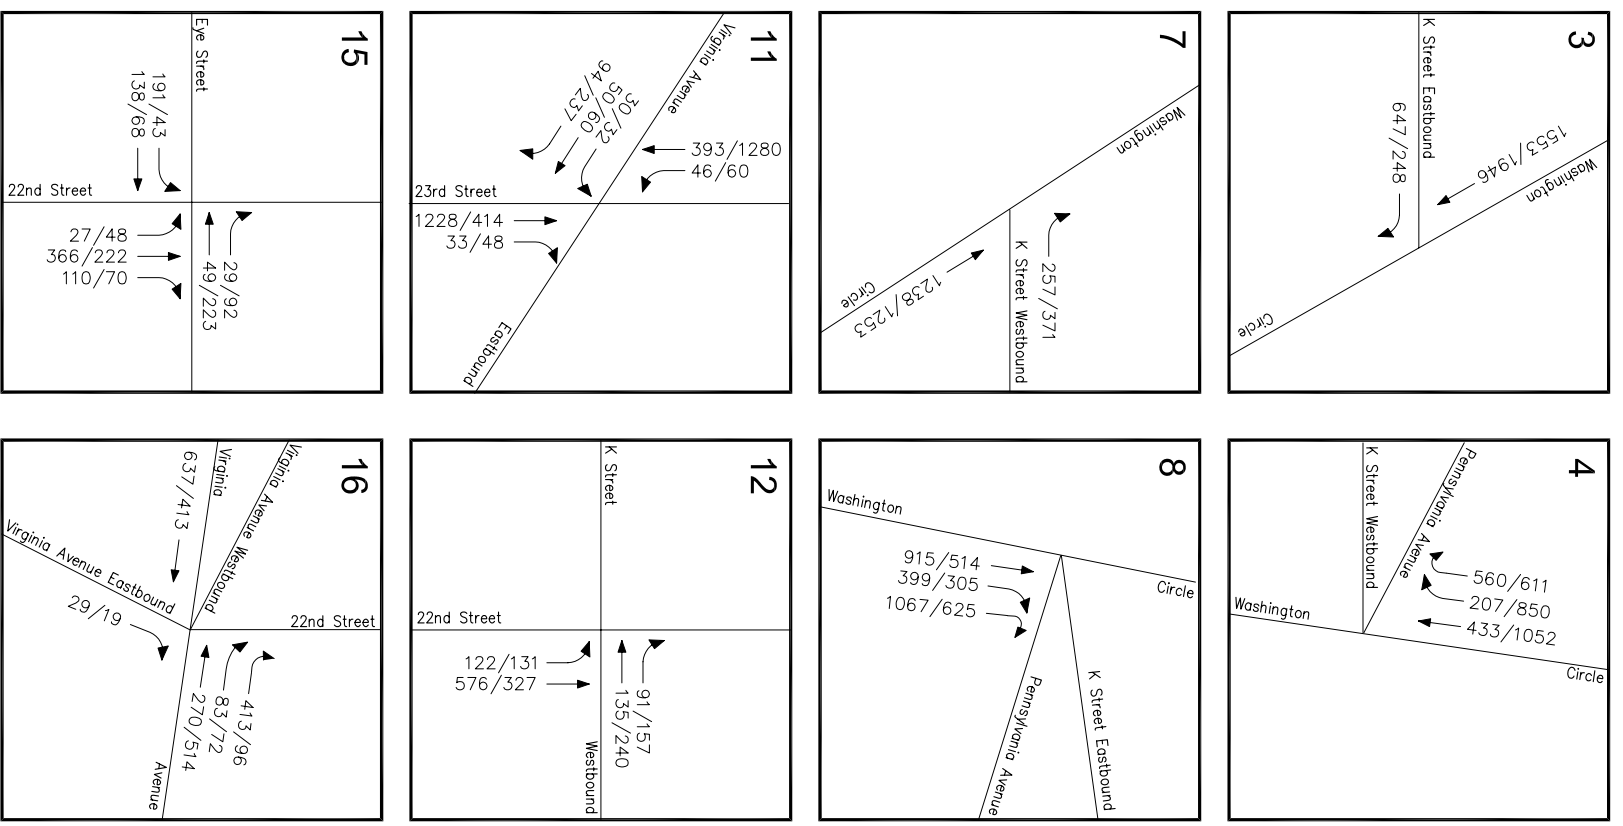 15
Eye Street
191/43
138/68
22nd Street
27/48
366/222
110/70
29/92
49/223
11
Virginia Avenue
30/32
50/60
94/237
393/1280
46/60
23rd Street
1228/414
33/48
Eastbound
7
Washington
Circle
1238/1253
K Street Westbound
257/371
3
K Street Eastbound
647/248
1553/1946
Washington
Circle
16
Virginia
Virginia Avenue Westbound
637/413
Virginia Avenue Eastbound
29/19
22nd Street
413/96
83/72
270/514
Avenue
12
K Street
22nd Street
122/131
576/327
91/157
135/240
Westbound
8
Washington
Circle
915/514
399/305
1067/625
Pennsylvania Avenue
K Street Eastbound
4
K Street Westbound
Pennsylvania Avenue
560/611
207/850
433/1052
Washington
Circle